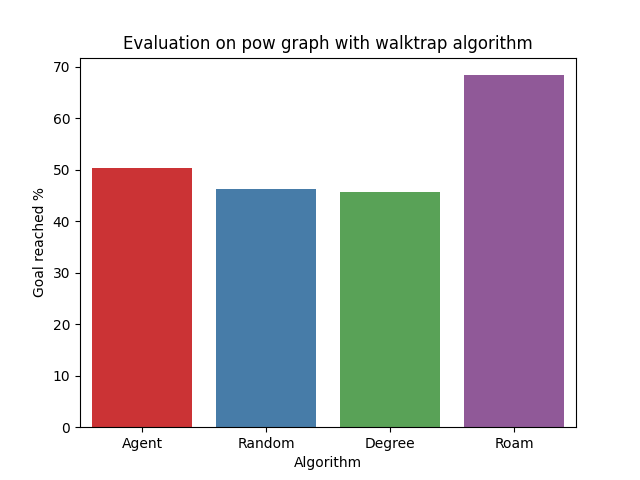 Evaluation on pow graph with walktrap algorithm
Goal reached %
70
60
50
40
30
20
10
0
Agent Random Degree Roam
Algorithm